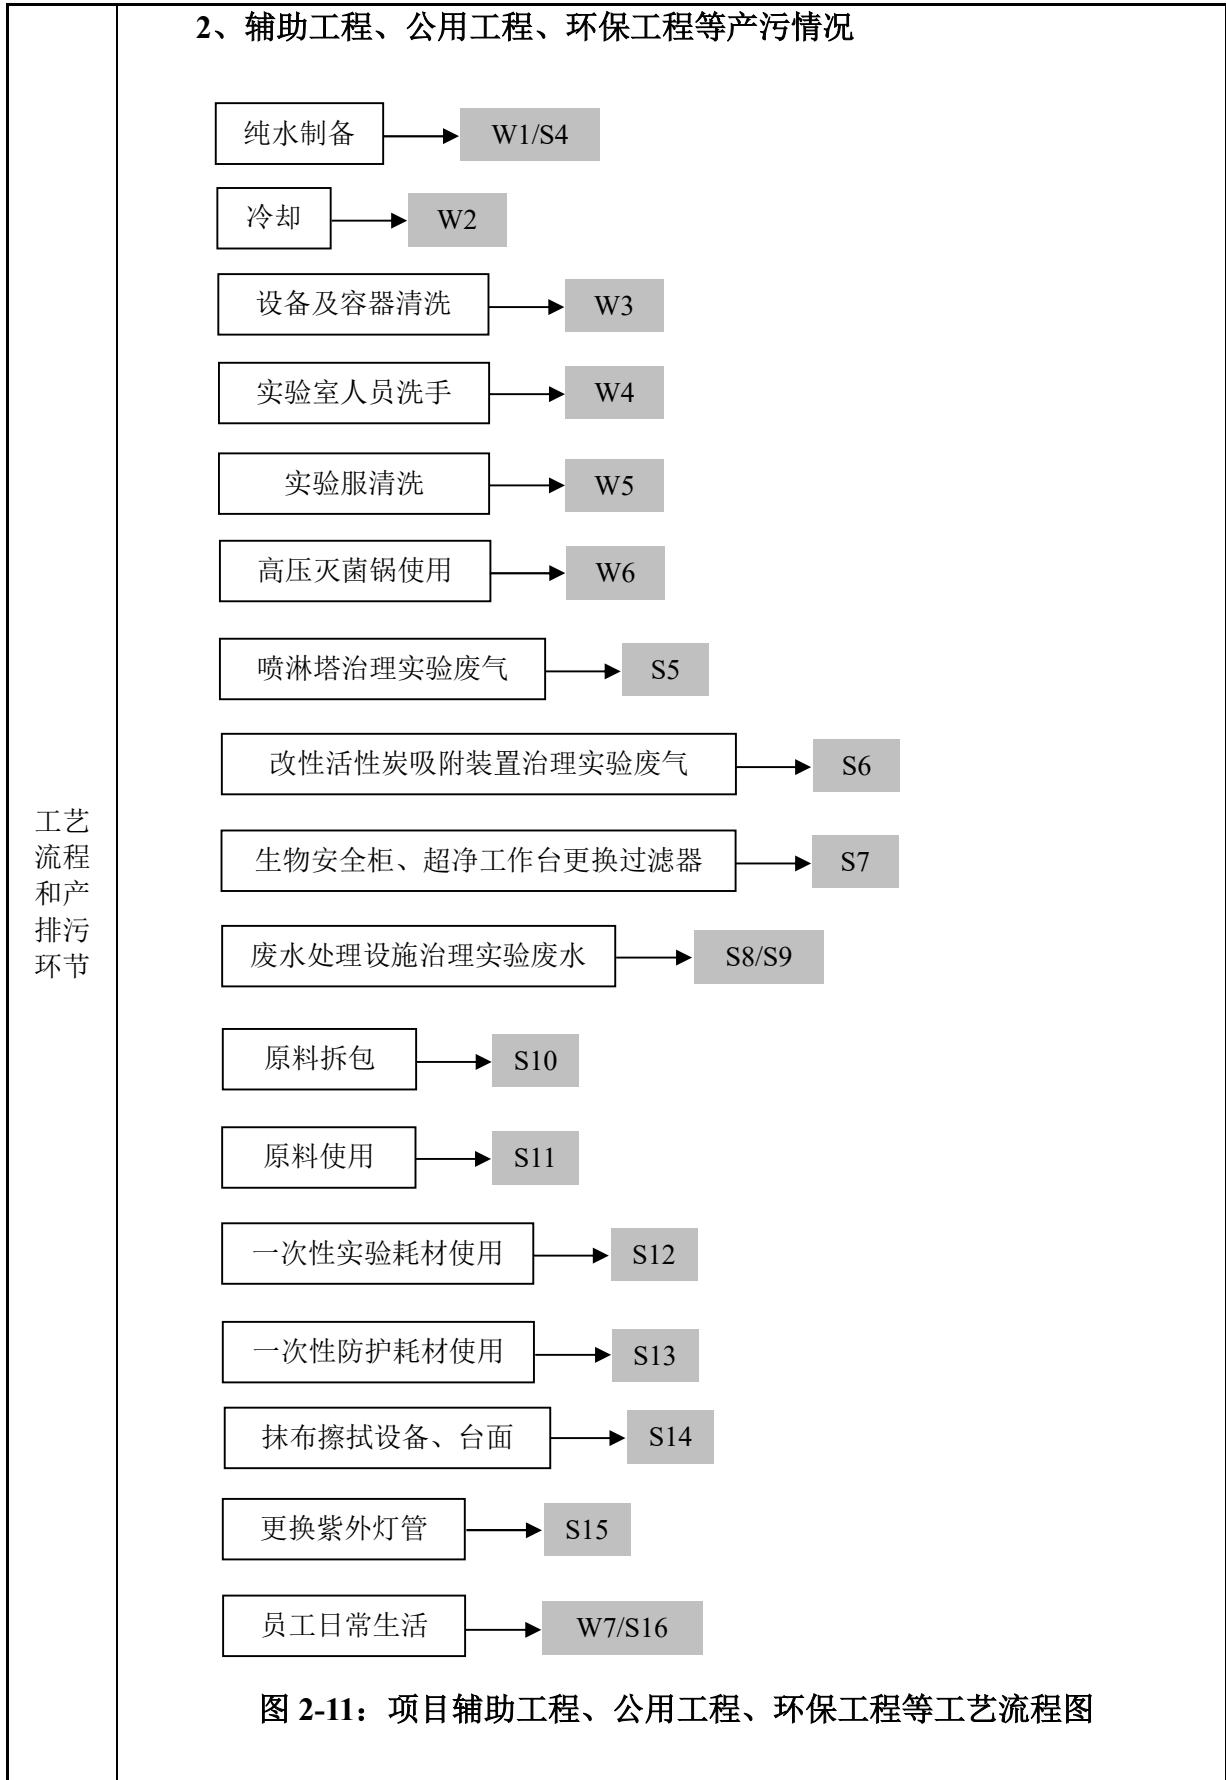 2、辅助工程、公用工程、环保工程等产污情况
纯水制备
W1/S4
冷却
W2
设备及容器清洗
W3
实验室人员洗手
W4
实验服清洗
W5
高压灭菌锅使用
W6
喷淋塔治理实验废气
S5
改性活性炭吸附装置治理实验废气
S6
生物安全柜、超净工作台更换过滤器
S7
废水处理设施治理实验废水
S8/S9
原料拆包
S10
原料使用
S11
一次性实验耗材使用
S12
一次性防护耗材使用
S13
抹布擦拭设备、台面
S14
更换紫外灯管
S15
员工日常生活
W7/S16
图 2-11：项目辅助工程、公用工程、环保工程等工艺流程图
工艺
流程
和产
排污
环节